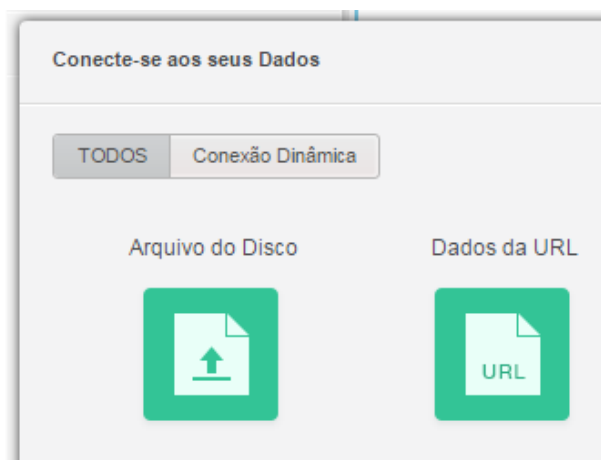 Conecte-se aos seus Dados
TODOS Conexão Dinâmica
Arquivo do Disco Dados da URL
URL